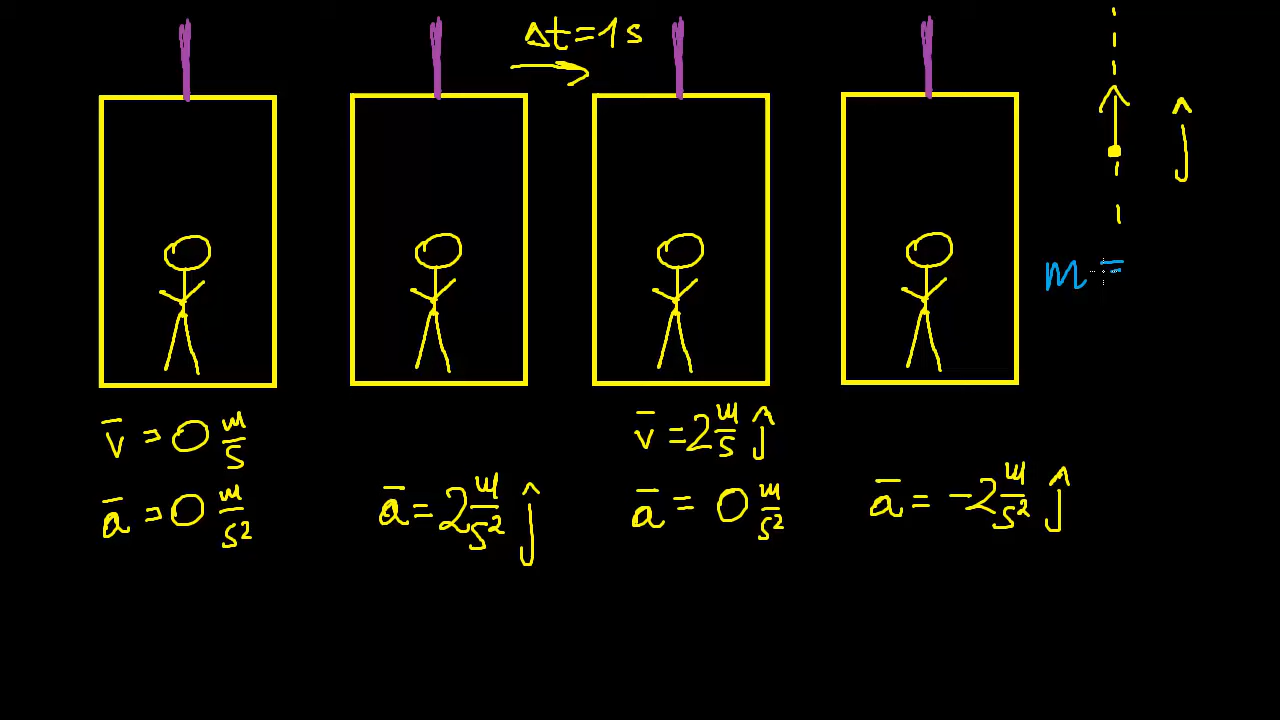 Δt=1s
ĵ
m =
v̄ = 0 m/s
v̄ = 2 m/s ĵ
ā = 0 m/s²
ā = 2 m/s² ĵ
ā = 0 m/s²
ā = -2 m/s² ĵ